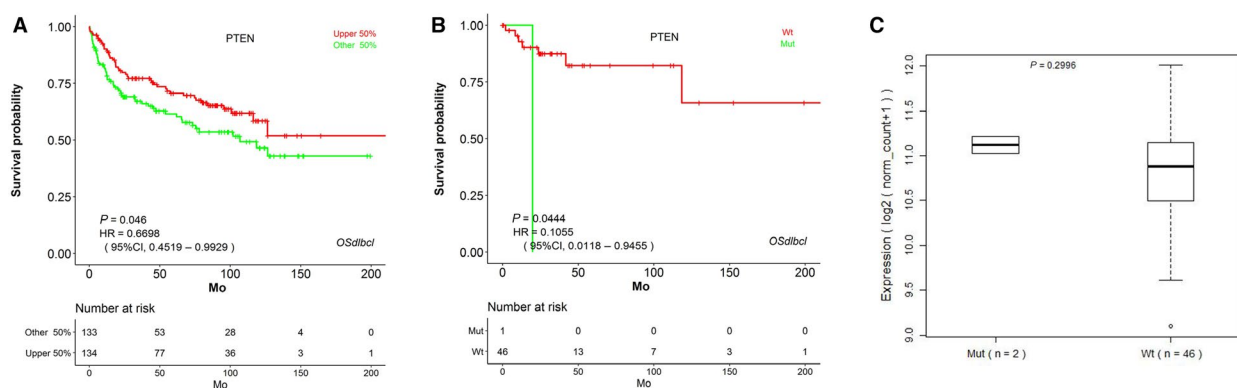 A
PTEN
Upper 50%
Other 50%
Survival probability
1.00
0.75
0.50
0.25
0.00
P = 0.046
HR = 0.6698
( 95%CI, 0.4519 – 0.9929 )
OSdlbcl
0 50 100 150 200
Mo
Number at risk
Other 50% 133 53 28 4 0
Upper 50% 134 77 36 3 1
0 50 100 150 200
Mo
B
PTEN
Wt
Mut
Survival probability
1.00
0.75
0.50
0.25
0.00
P = 0.0444
HR = 0.1055
( 95%CI, 0.0118 – 0.9455 )
OSdlbcl
0 50 100 150 200
Mo
Number at risk
Mut 1 0 0 0 0
Wt 46 13 7 3 1
0 50 100 150 200
Mo
C
P = 0.2996
Expression ( log2 ( norm_count+1 ) )
12.0
11.5
11.0
10.5
10.0
9.5
9.0
Mut ( n = 2 ) Wt ( n = 46 )